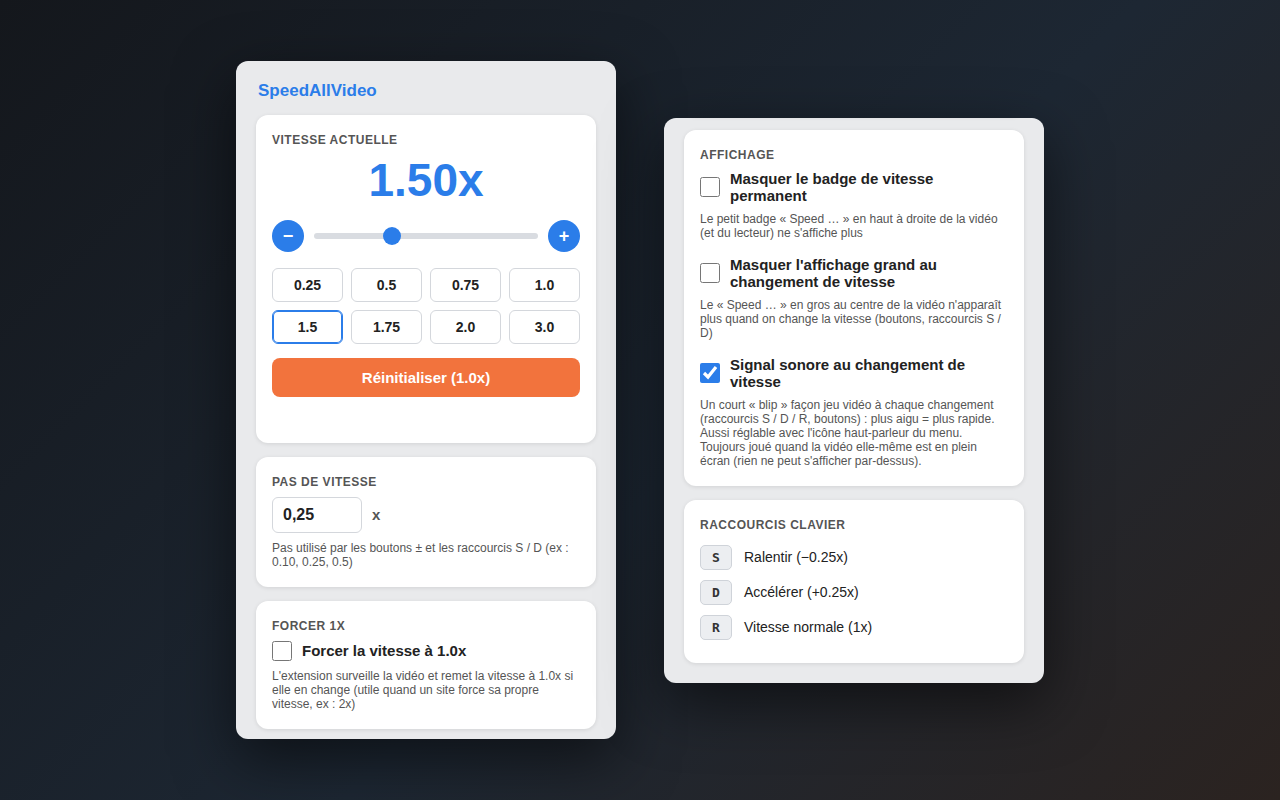 SpeedAllVideo
VITESSE ACTUELLE
1.50x
−
+
0.25
0.5
0.75
1.0
1.5
1.75
2.0
3.0
Réinitialiser (1.0x)
PAS DE VITESSE
0,25
x
Pas utilisé par les boutons ± et les raccourcis S / D (ex :
0.10, 0.25, 0.5)
FORCER 1X
Forcer la vitesse à 1.0x
L'extension surveille la vidéo et remet la vitesse à 1.0x si
elle en change (utile quand un site force sa propre
vitesse, ex : 2x)
AFFICHAGE
Masquer le badge de vitesse
permanent
Le petit badge « Speed … » en haut à droite de la vidéo
(et du lecteur) ne s'affiche plus
Masquer l'affichage grand au
changement de vitesse
Le « Speed … » en gros au centre de la vidéo n'apparaît
plus quand on change la vitesse (boutons, raccourcis S /
D)
Signal sonore au changement de
vitesse
Un court « blip » façon jeu vidéo à chaque changement
(raccourcis S / D / R, boutons) : plus aigu = plus rapide.
Aussi réglable avec l'icône haut-parleur du menu.
Toujours joué quand la vidéo elle-même est en plein
écran (rien ne peut s'afficher par-dessus).
RACCOURCIS CLAVIER
S Ralentir (−0.25x)
D Accélérer (+0.25x)
R Vitesse normale (1x)